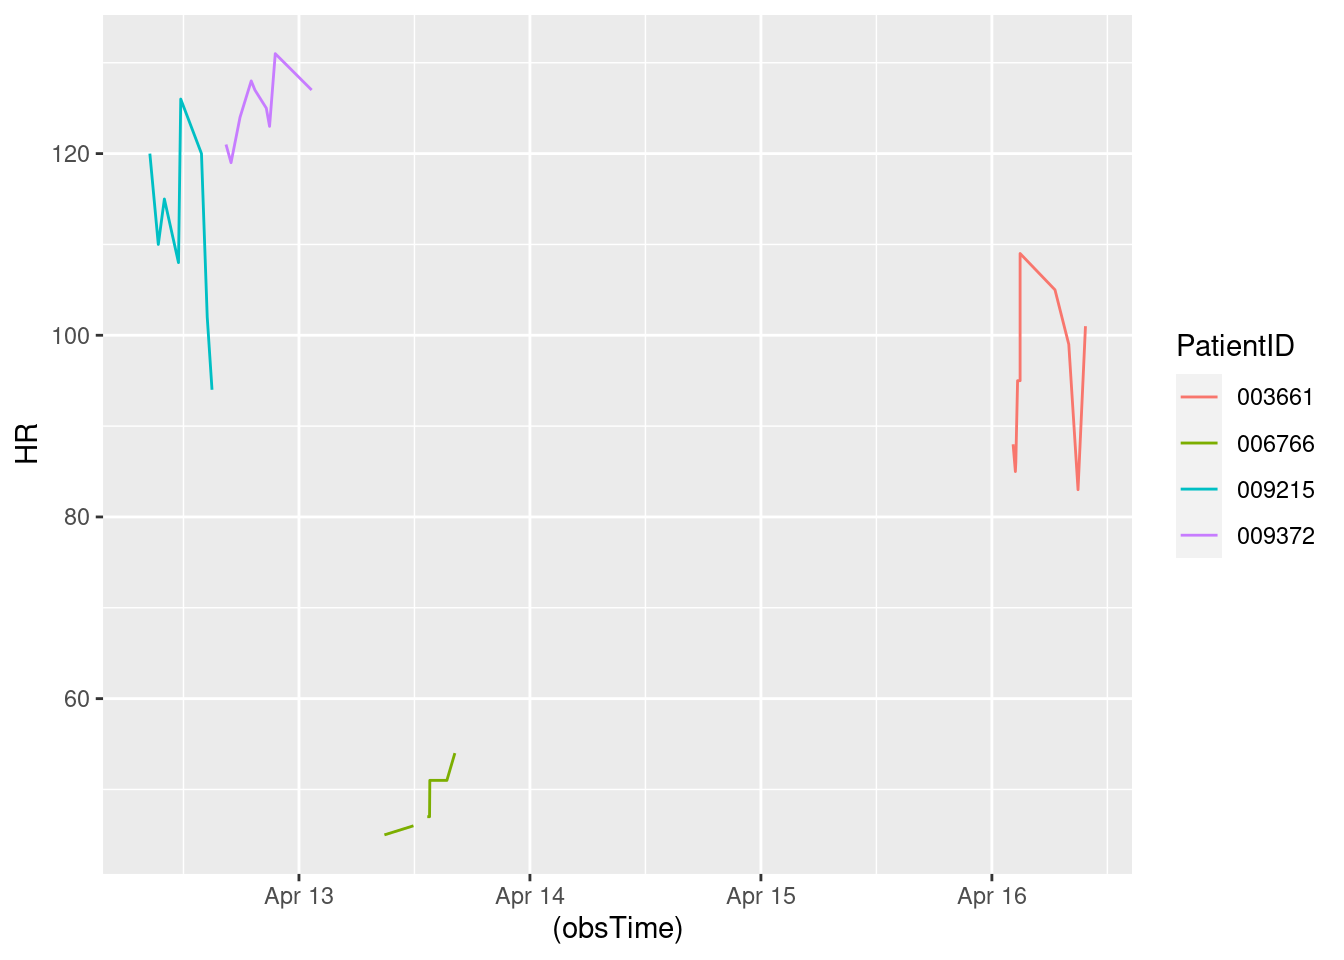 120
100
80
60
HR
Apr 13
Apr 14
Apr 15
Apr 16
(obsTime)
PatientID
003661
006766
009215
009372